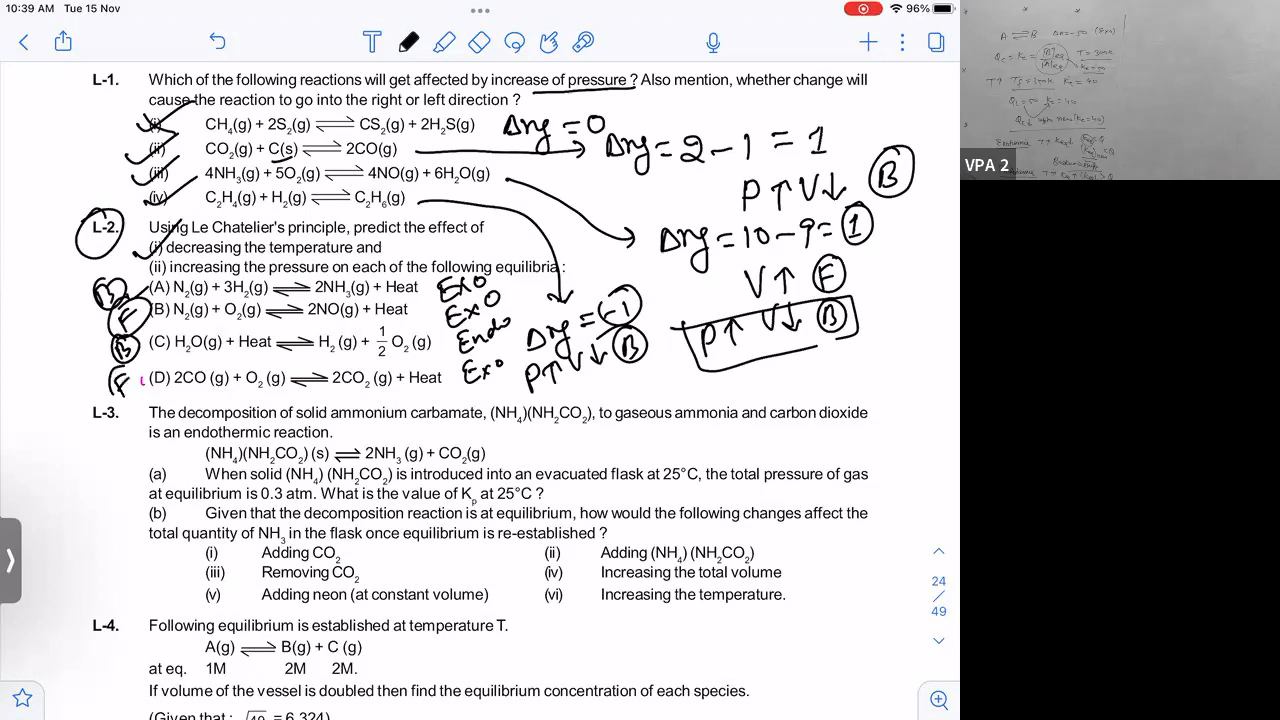 10:39 AM Tue 15 Nov
96%
L-1. Which of the following reactions will get affected by increase of pressure ? Also mention, whether change will
cause the reaction to go into the right or left direction ?
(i) CH4(g) + 2S2(g) ⇌ CS2(g) + 2H2S(g) Δng = 0
(ii) CO2(g) + C(s) ⇌ 2CO(g) Δng = 2 - 1 = 1
P↑ V↓ B
(iii) 4NH3(g) + 5O2(g) ⇌ 4NO(g) + 6H2O(g)
Δng = 10 - 9 = 1
V↑ F
P↑ V↓ B
(iv) C2H4(g) + H2(g) ⇌ C2H6(g)
Δng = -1
P↑ V↓ B
L-2. Using Le Chatelier's principle, predict the effect of
(i) decreasing the temperature and
(ii) increasing the pressure on each of the following equilibria :
B (A) N2(g) + 3H2(g) ⇌ 2NH3(g) + Heat Exo
F (B) N2(g) + O2(g) ⇌ 2NO(g) + Heat Exo
B (C) H2O(g) + Heat ⇌ H2(g) + 1/2 O2(g) Endo
F (D) 2CO (g) + O2(g) ⇌ 2CO2 (g) + Heat Exo
L-3. The decomposition of solid ammonium carbamate, (NH4)(NH2CO2), to gaseous ammonia and carbon dioxide
is an endothermic reaction.
(NH4)(NH2CO2) (s) ⇌ 2NH3 (g) + CO2(g)
(a) When solid (NH4) (NH2CO2) is introduced into an evacuated flask at 25°C, the total pressure of gas
at equilibrium is 0.3 atm. What is the value of Kp at 25°C ?
(b) Given that the decomposition reaction is at equilibrium, how would the following changes affect the
total quantity of NH3 in the flask once equilibrium is re-established ?
(i) Adding CO2 (ii) Adding (NH4) (NH2CO2)
(iii) Removing CO2 (iv) Increasing the total volume
(v) Adding neon (at constant volume) (vi) Increasing the temperature.
L-4. Following equilibrium is established at temperature T.
A(g) ⇌ B(g) + C (g)
at eq. 1M 2M 2M.
If volume of the vessel is doubled then find the equilibrium concentration of each species.
(Given that : √40 = 6.324)
24
/
49
VPA 2
A ⇌ B